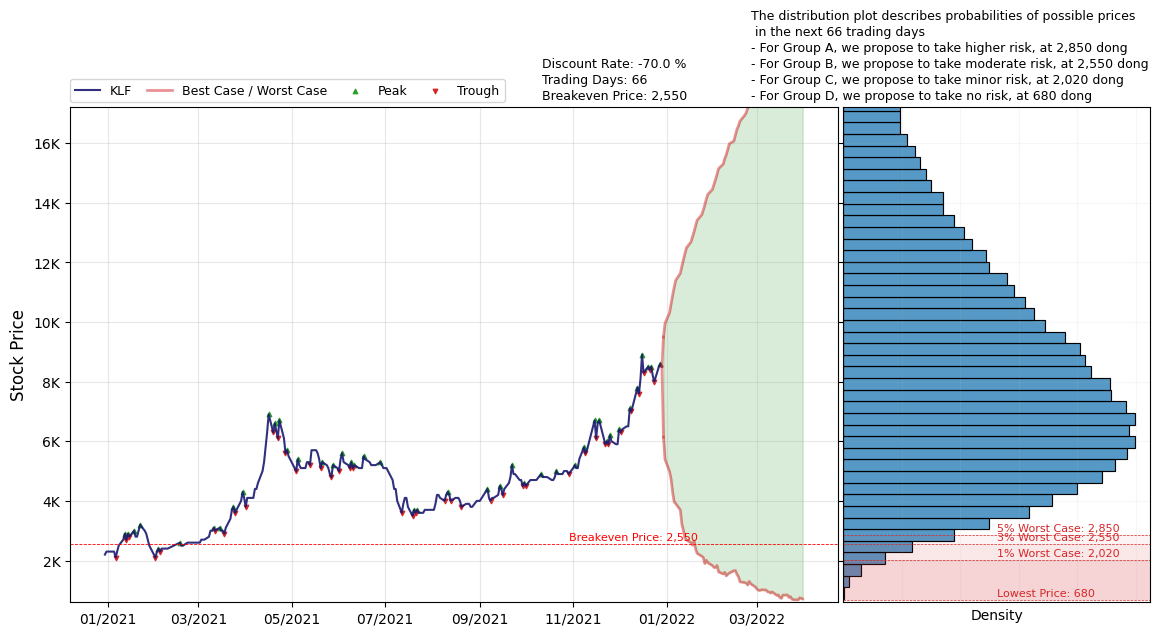 The distribution plot describes probabilities of possible prices
in the next 66 trading days
- For Group A, we propose to take higher risk, at 2,850 dong
- For Group B, we propose to take moderate risk, at 2,550 dong
- For Group C, we propose to take minor risk, at 2,020 dong
- For Group D, we propose to take no risk, at 680 dong
Discount Rate: -70.0 %
Trading Days: 66
Breakeven Price: 2,550
KLF
Best Case / Worst Case
Peak
Trough
Stock Price
16K
14K
12K
10K
8K
6K
4K
2K
Breakeven Price: 2,550
01/2021
03/2021
05/2021
07/2021
09/2021
11/2021
01/2022
03/2022
5% Worst Case: 2,850
3% Worst Case: 2,550
1% Worst Case: 2,020
Lowest Price: 680
Density